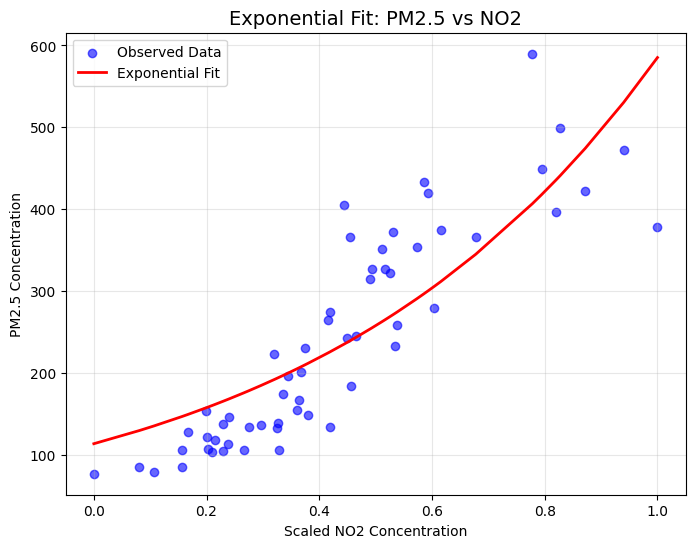 Exponential Fit: PM2.5 vs NO2
Observed Data
Exponential Fit
PM2.5 Concentration
600
500
400
300
200
100
0.0 0.2 0.4 0.6 0.8 1.0
Scaled NO2 Concentration